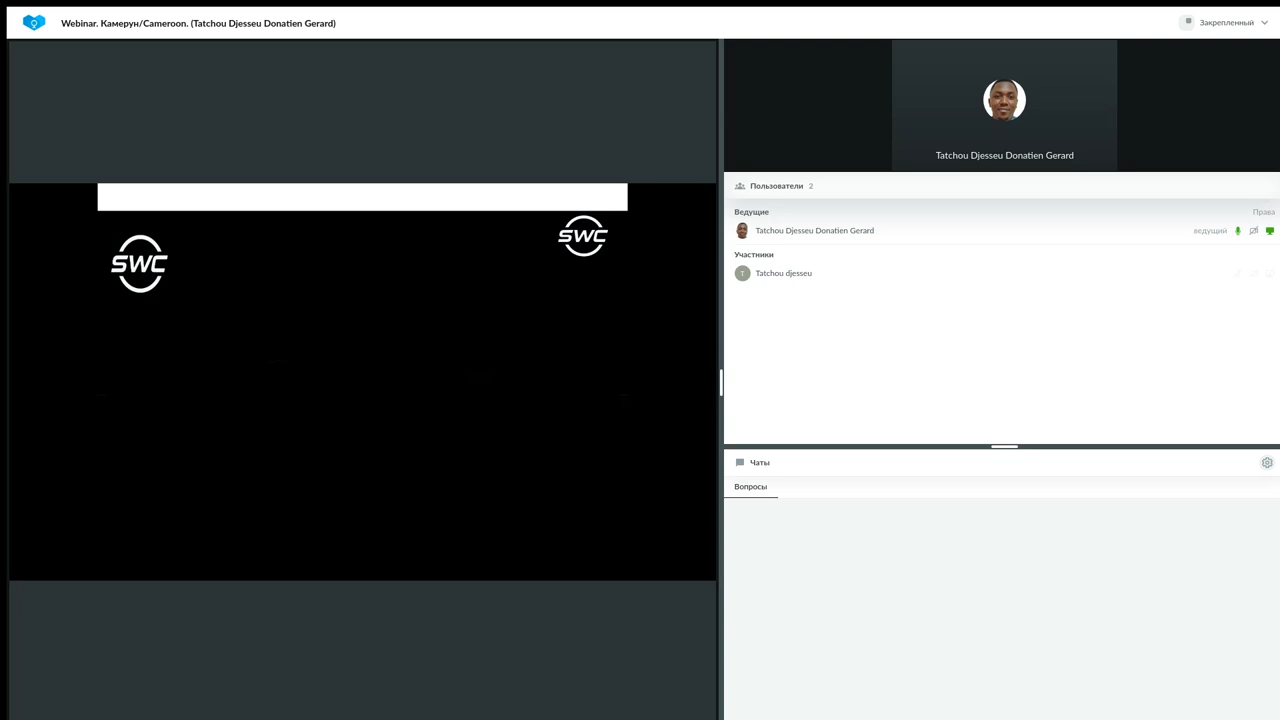 Webinar. Камерун/Cameroon. (Tatchou Djesseu Donatien Gerard)
Закрепленный
SWC
SWC
Tatchou Djesseu Donatien Gerard
Пользователи 2
Ведущие Права
Tatchou Djesseu Donatien Gerard ведущий
Участники
T Tatchou djesseu
Чаты
Вопросы